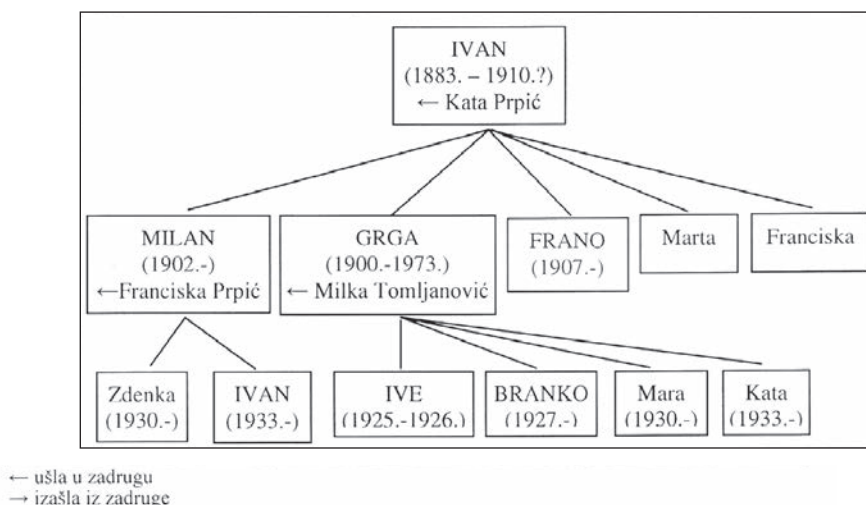 IVAN
(1883. – 1910.?)
← Kata Prpić
MILAN
(1902.-)
←Franciska Prpić
GRGA
(1900.-1973.)
← Milka Tomljanović
FRANO
(1907.-)
Marta
Franciska
Zdenka
(1930.-)
IVAN
(1933.-)
IVE
(1925.-1926.)
BRANKO
(1927.-)
Mara
(1930.-)
Kata
(1933.-)
← ušla u zadrugu
→ izašla iz zadruge